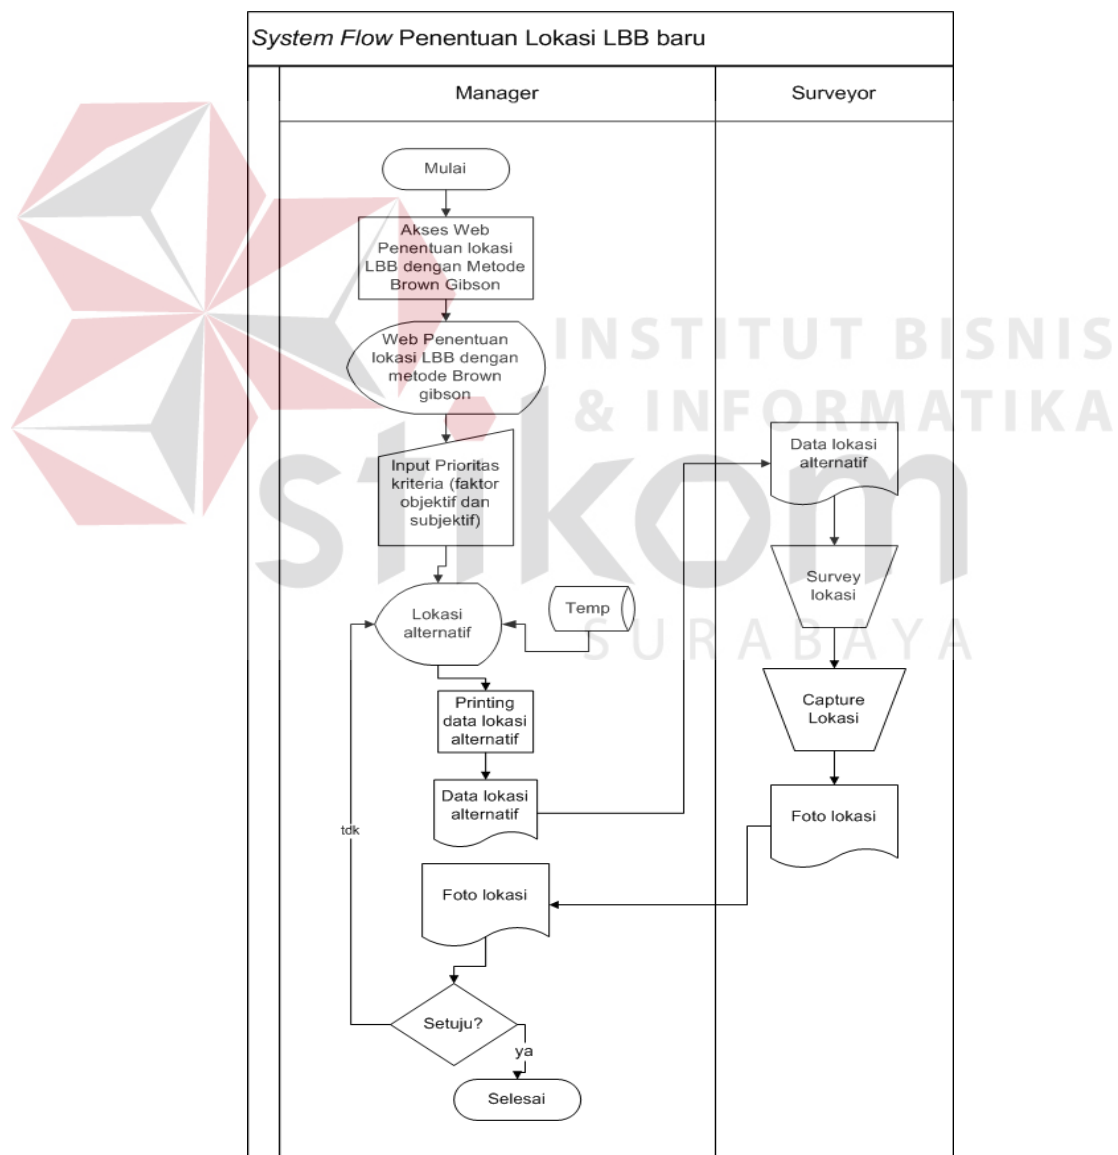 System Flow Penentuan Lokasi LBB baru
Manager
Surveyor
Mulai
Akses Web
Penentuan lokasi
LBB dengan Metode
Brown Gibson
Web Penentuan
lokasi LBB dengan
metode Brown
gibson
Input Prioritas
kriteria (faktor
objektif dan
subjektif)
Lokasi
alternatif
Temp
Printing
data lokasi
alternatif
Data lokasi
alternatif
tdk
Foto lokasi
Setuju?
ya
Selesai
Data lokasi
alternatif
Survey
lokasi
Capture
Lokasi
Foto lokasi
INSTITUT BISNIS
& INFORMATIKA
stikom
SURABAYA